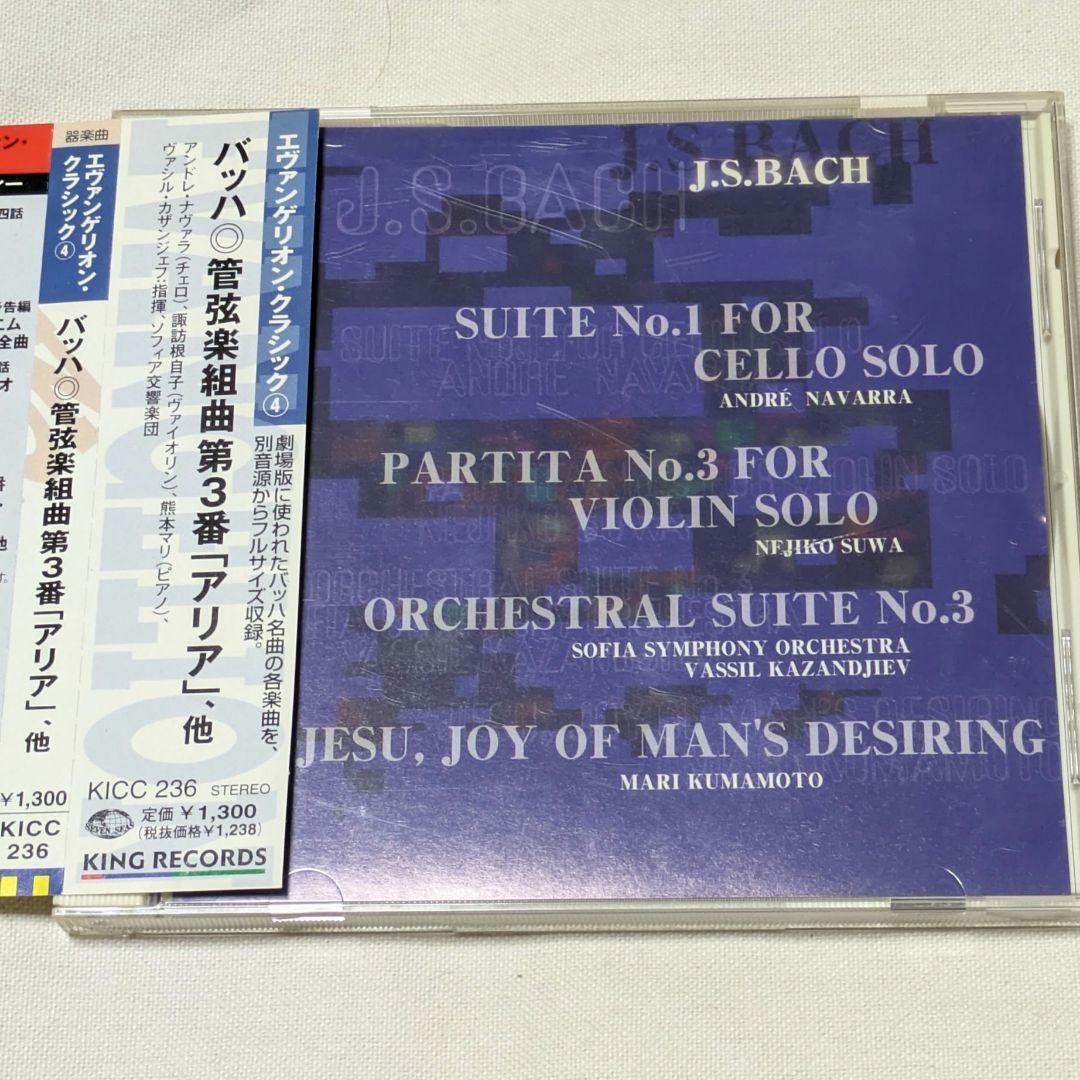 エヴァンゲリオン・クラシック④
バッハ◎管弦楽組曲 第3番「アリア」、他
アンドレ・ナヴァラ(チェロ)、諏訪根自子(ヴァイオリン)、熊本マリ(ピアノ)、
ヴァシル・カザンジェフ:指揮、ソフィア交響楽団
劇場版に使われたバッハ名曲の各楽曲を、
別音源からフルサイズ収録。
KICC 236 STEREO
SEVEN SEAS
定価 ¥1,300
(税抜価格¥1,238)
KING RECORDS
器楽曲
エヴァンゲリオン・
クラシック④
バッハ◎管弦楽組曲 第3番「アリア」、他
¥1,300
KICC
236
J.S.BACH
J.S.BACH
J.S.BACH
SUITE No.1 FOR
CELLO SOLO
ANDRÉ NAVARRA
PARTITA No.3 FOR
VIOLIN SOLO
NEJIKO SUWA
ORCHESTRAL SUITE No.3
SOFIA SYMPHONY ORCHESTRA
VASSIL KAZANDJIEV
JESU, JOY OF MAN'S DESIRING
MARI KUMAMOTO